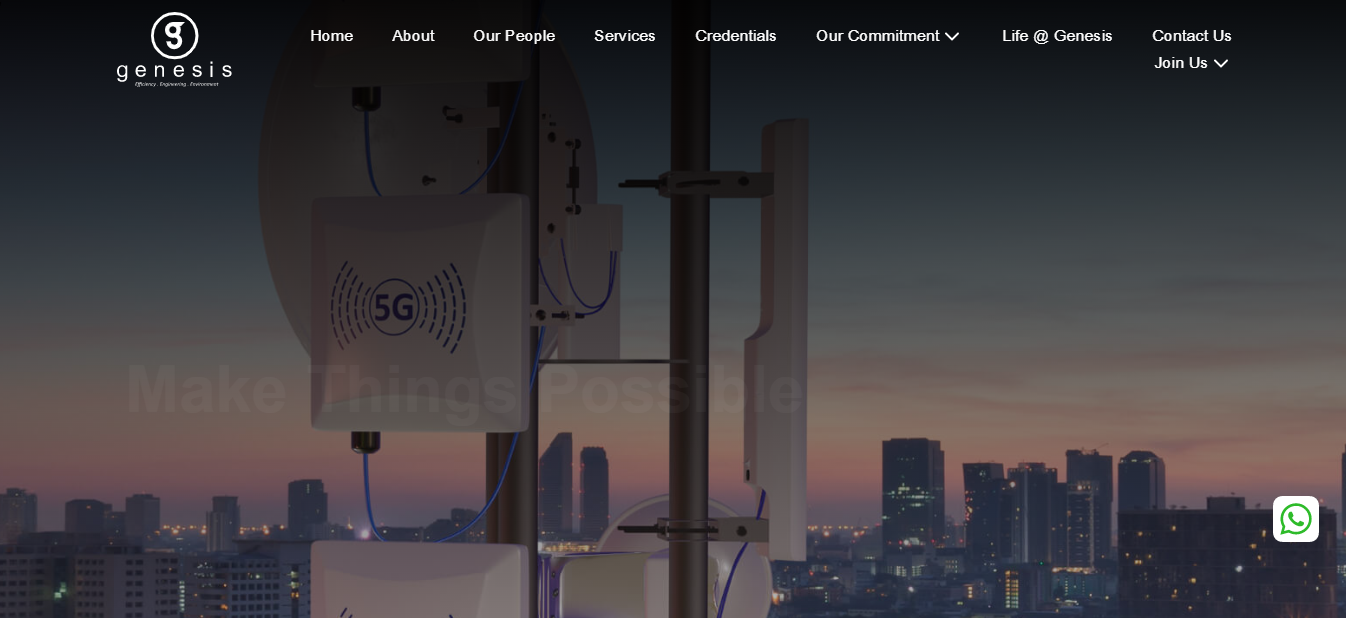 g
genesis
Efficiency . Engineering . Environment
Home About Our People Services Credentials Our Commitment Life @ Genesis Contact Us
Join Us
5G
Make Things Possible